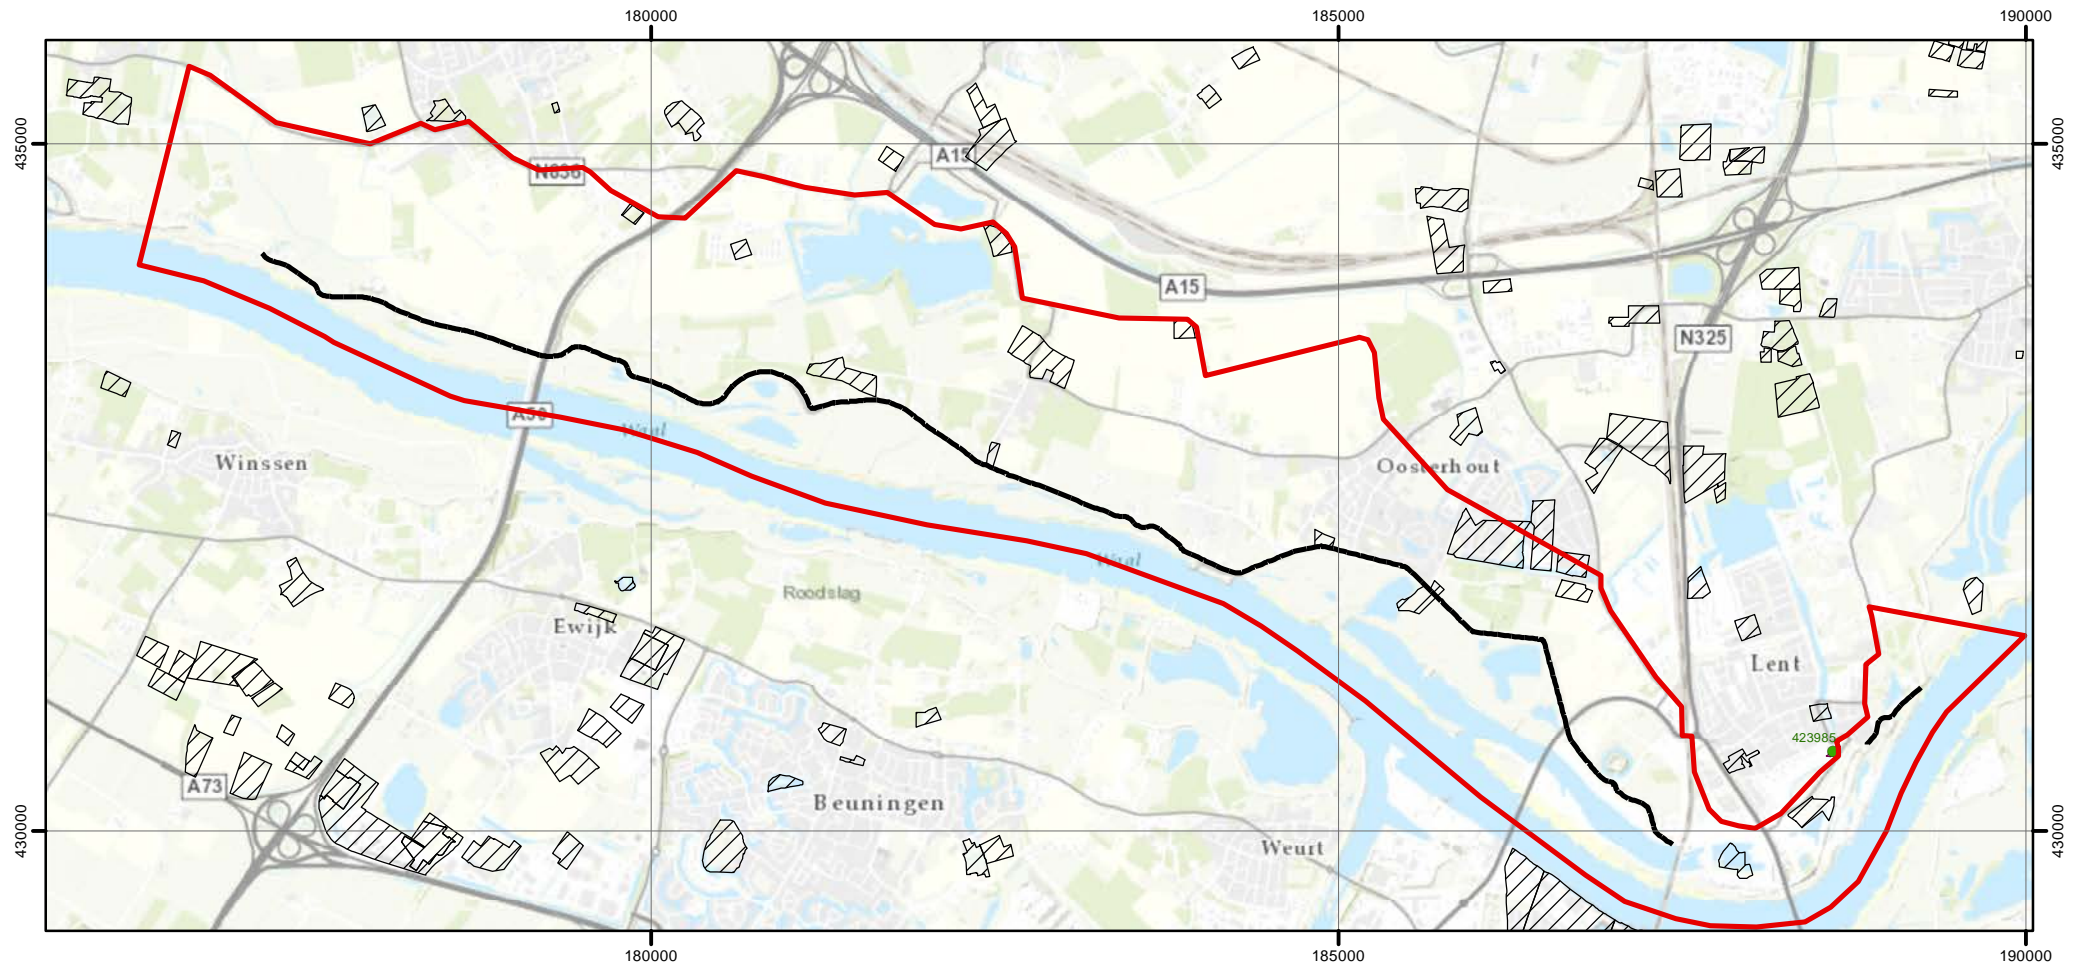 180000
185000
190000
435000
435000
A15
N836
A15
N325
A50
Waal
Winssen
Oosterhout
Waal
Roodslag
Ewijk
Lent
423985
A73
Beuningen
430000
430000
Weurt
180000
185000
190000